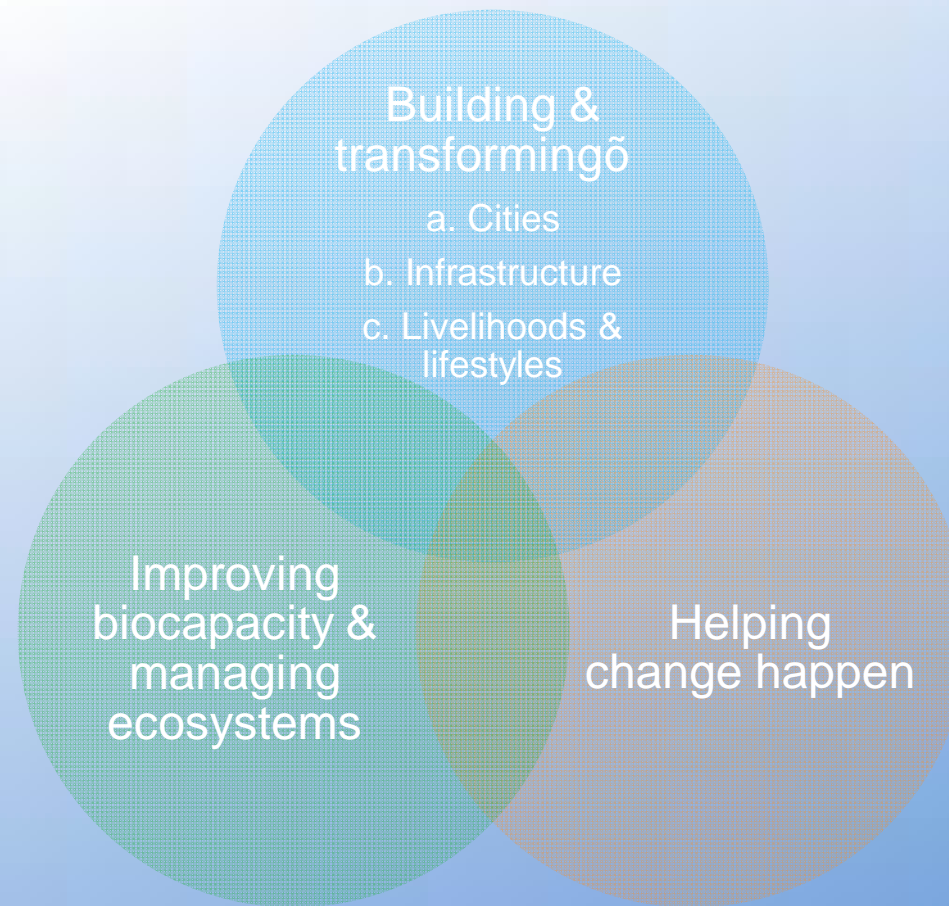 Building &
transformingõ
a. Cities
b. Infrastructure
c. Livelihoods &
lifestyles
Improving
biocapacity &
managing
ecosystems
Helping
change happen